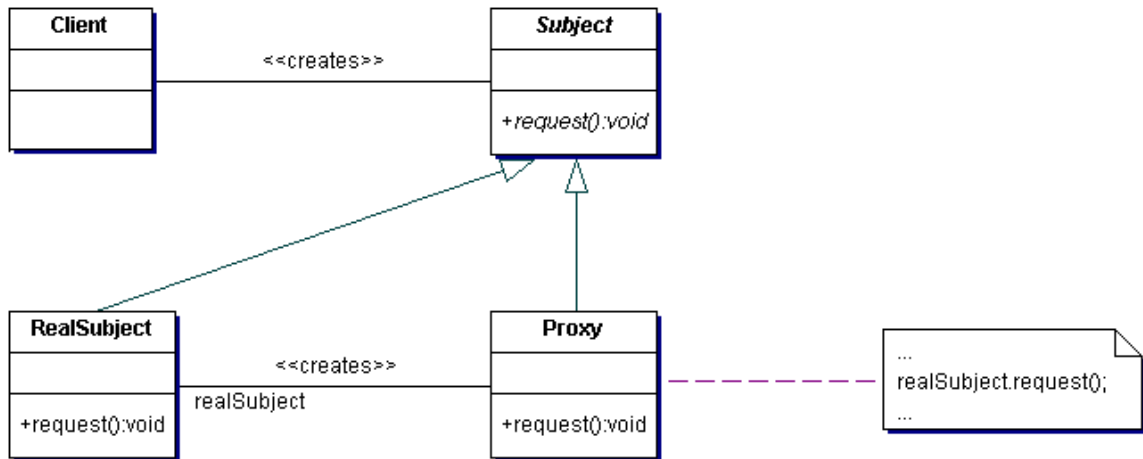 Client
Subject
<<creates>>
+request():void
RealSubject
Proxy
<<creates>>
realSubject
+request():void
+request():void
...
realSubject.request();
...